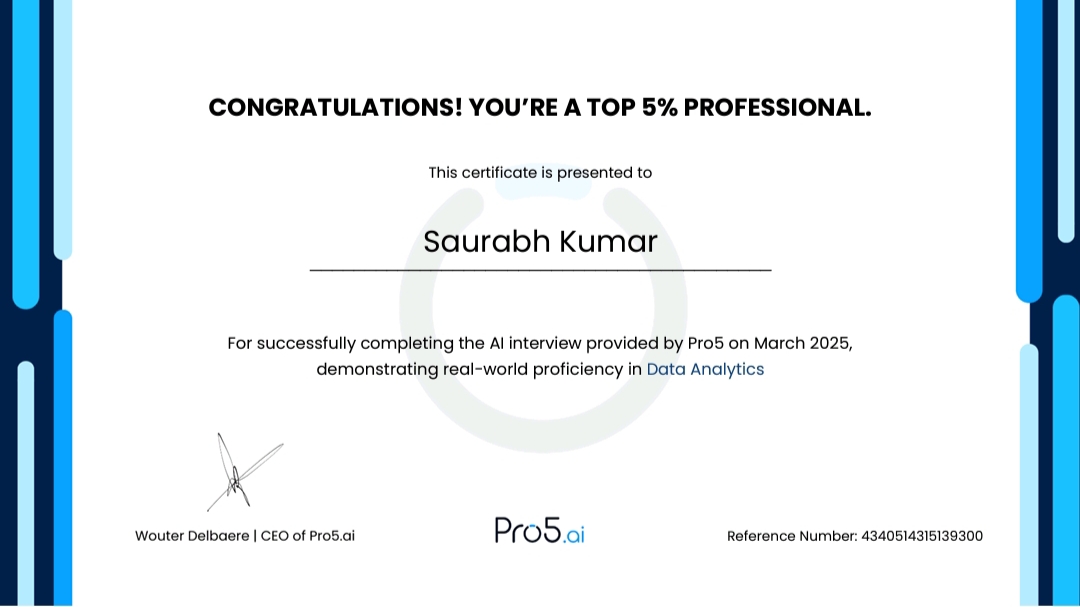 CONGRATULATIONS! YOU’RE A TOP 5% PROFESSIONAL.
This certificate is presented to
Saurabh Kumar
For successfully completing the AI interview provided by Pro5 on March 2025,
demonstrating real-world proficiency in Data Analytics
Wouter Delbaere | CEO of Pro5.ai
Pro5.ai
Reference Number: 4340514315139300